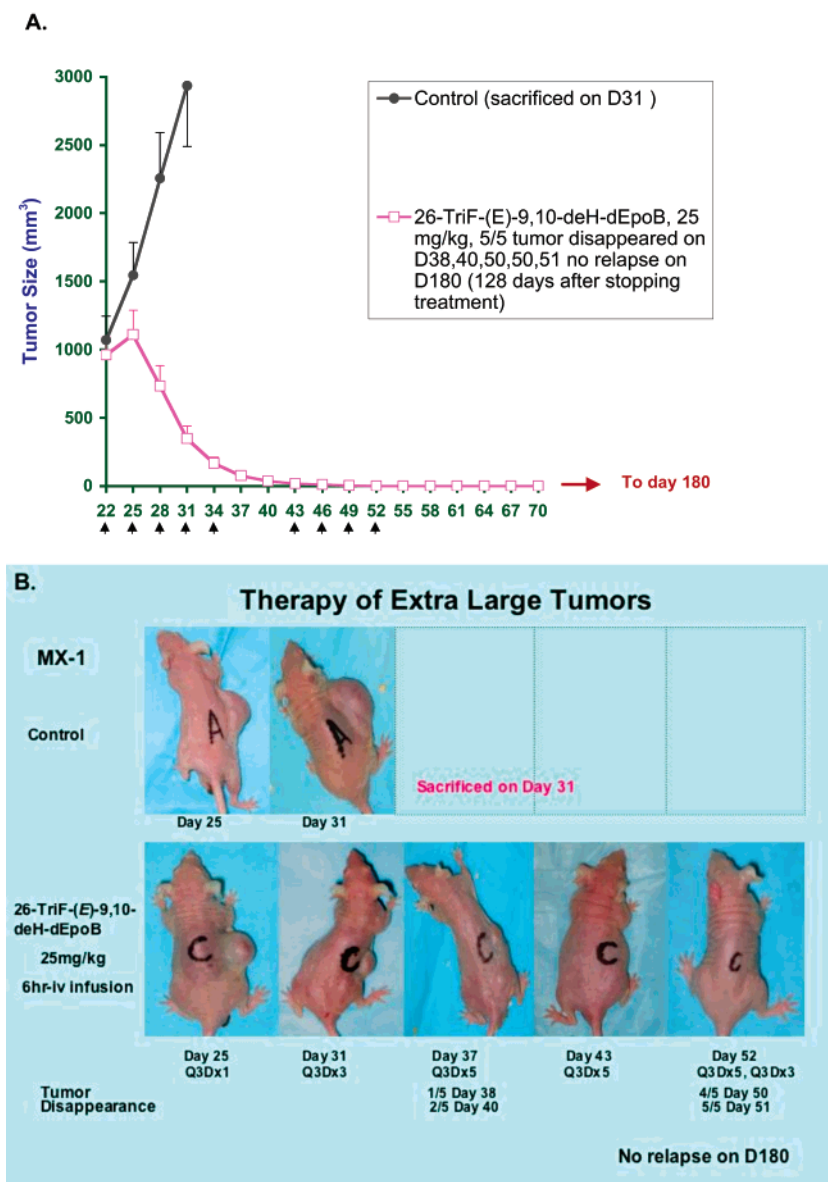 A.
3000
2500
2000
1500
1000
500
0
Tumor Size (mm³)
22 25 28 31 34 37 40 43 46 49 52 55 58 61 64 67 70
To day 180
Control (sacrificed on D31 )
26-TriF-(E)-9,10-deH-dEpoB, 25
mg/kg, 5/5 tumor disappeared on
D38,40,50,50,51 no relapse on
D180 (128 days after stopping
treatment)
B.
Therapy of Extra Large Tumors
MX-1
Control
A
A
Sacrificed on Day 31
Day 25
Day 31
26-TriF-(E)-9,10-
deH-dEpoB
25mg/kg
6hr-iv infusion
C
C
C
C
C
Day 25
Q3Dx1
Day 31
Q3Dx3
Day 37
Q3Dx5
Day 43
Q3Dx5
Day 52
Q3Dx5, Q3Dx3
Tumor
Disappearance
1/5 Day 38
2/5 Day 40
4/5 Day 50
5/5 Day 51
No relapse on D180